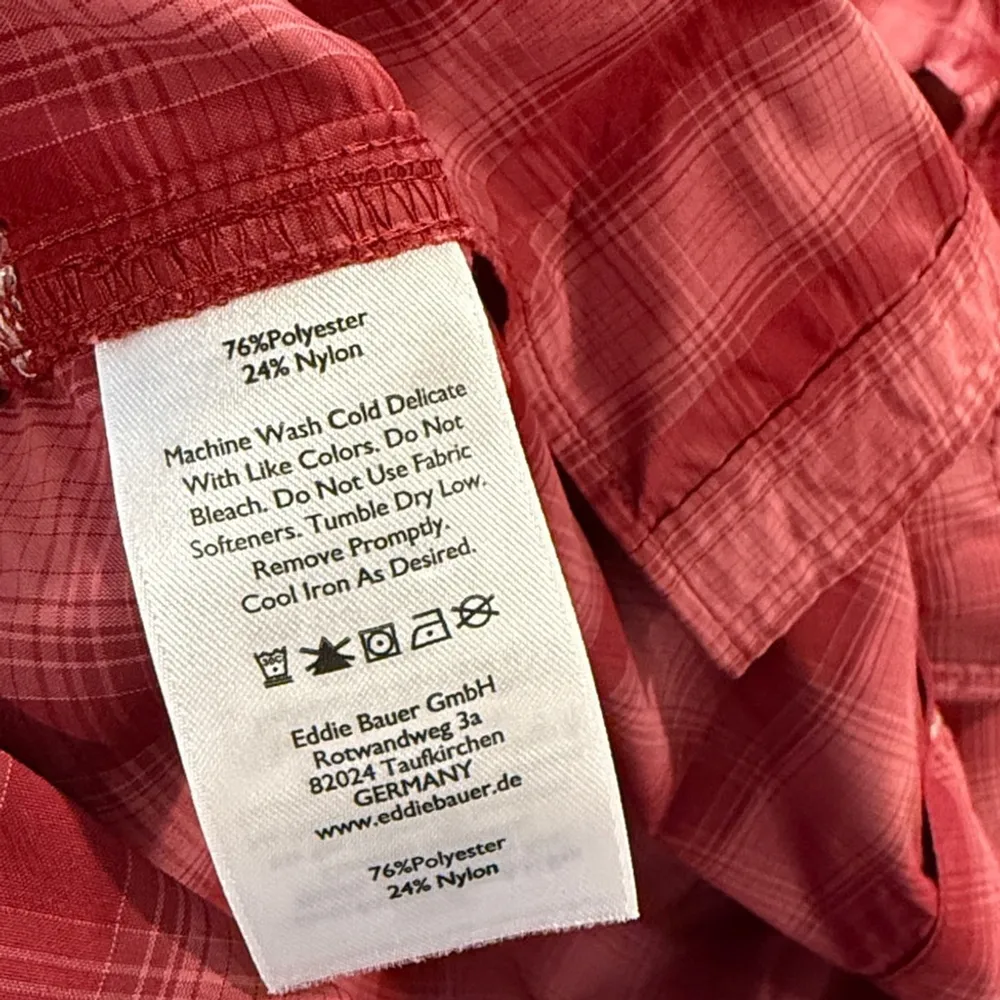 76%Polyester
24% Nylon
Machine Wash Cold Delicate
With Like Colors. Do Not
Bleach. Do Not Use Fabric
Softeners. Tumble Dry Low.
Remove Promptly.
Cool Iron As Desired.
30C
Eddie Bauer GmbH
Rotwandweg 3a
82024 Taufkirchen
GERMANY
www.eddiebauer.de
76%Polyester
24% Nylon